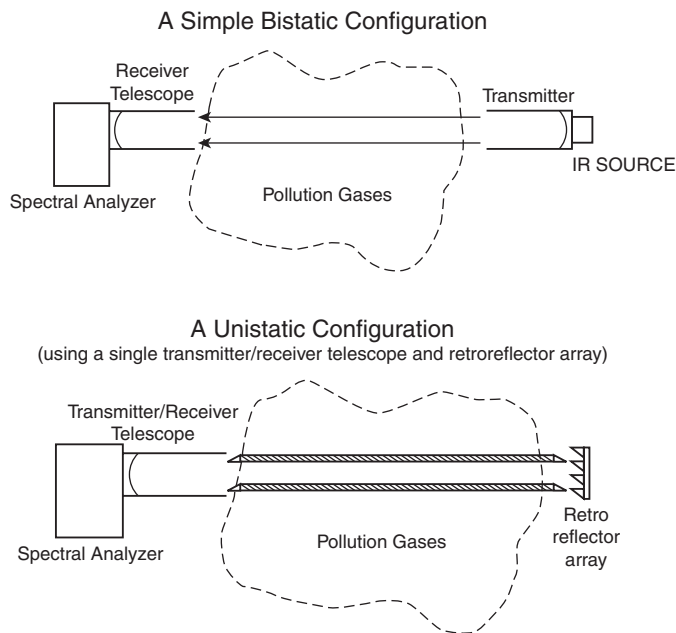 A Simple Bistatic Configuration
Receiver
Telescope
Transmitter
IR SOURCE
Spectral Analyzer
Pollution Gases
A Unistatic Configuration
(using a single transmitter/receiver telescope and retroreflector array)
Transmitter/Receiver
Telescope
Spectral Analyzer
Pollution Gases
Retro
reflector
array